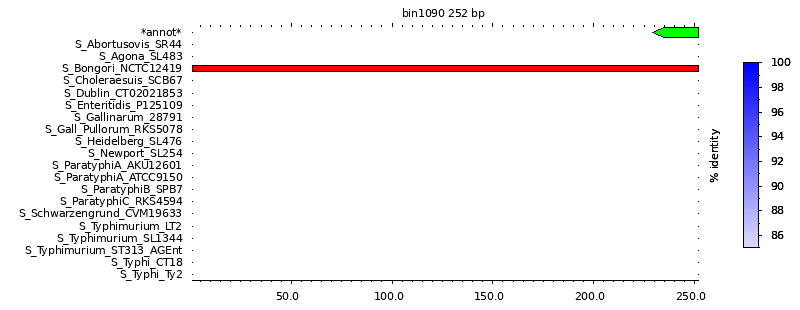 bin1090 252 bp
*annot*
S_Abortusovis_SR44
S_Agona_SL483
S_Bongori_NCTC12419
S_Choleraesuis_SCB67
S_Dublin_CT02021853
S_Enteritidis_P125109
S_Gallinarum_28791
S_Gall_Pullorum_RKS5078
S_Heidelberg_SL476
S_Newport_SL254
S_ParatyphiA_AKU12601
S_ParatyphiA_ATCC9150
S_ParatyphiB_SPB7
S_ParatyphiC_RKS4594
S_Schwarzengrund_CVM19633
S_Typhimurium_LT2
S_Typhimurium_SL1344
S_Typhimurium_ST313_AGEnt
S_Typhi_CT18
S_Typhi_Ty2
50.0 100.0 150.0 200.0 250.0
% identity
100
98
96
94
92
90
88
86